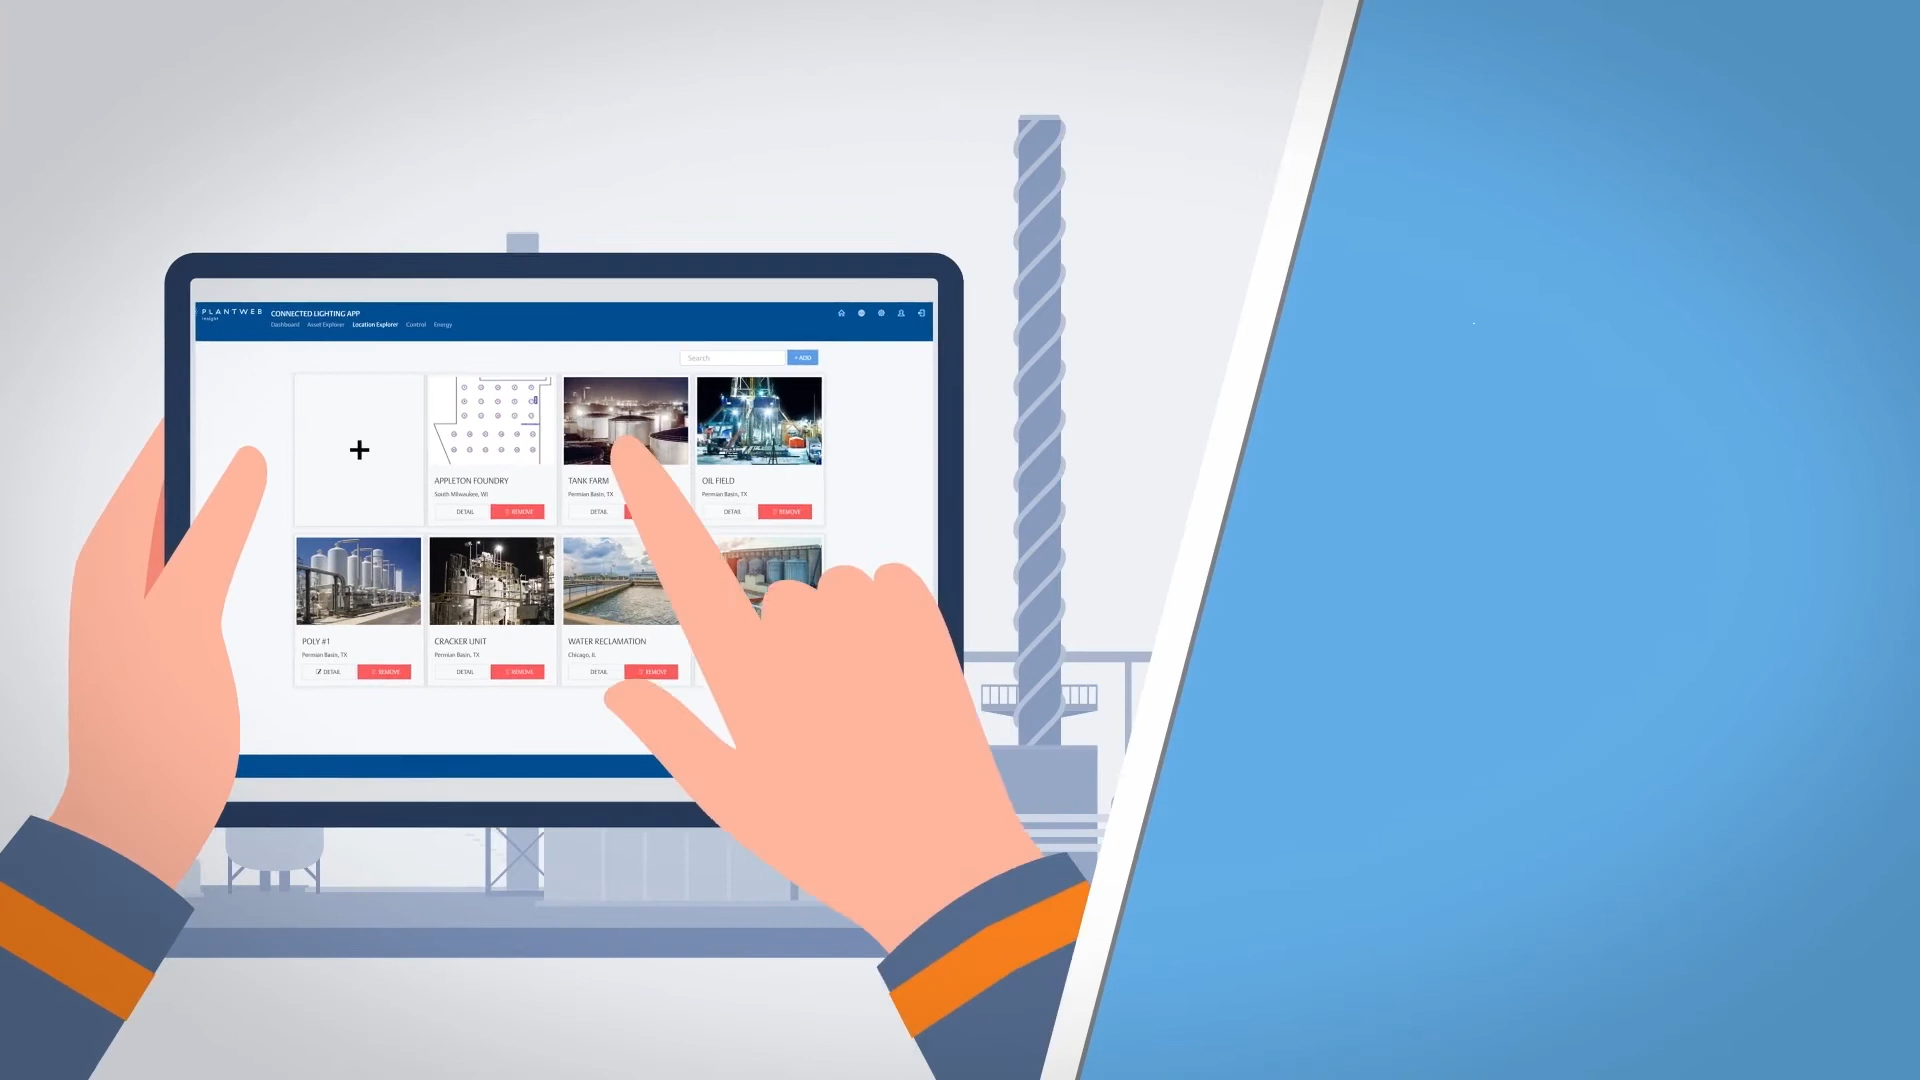 PLANTWEB
Insight
CONNECTED LIGHTING APP
Dashboard Asset Explorer Location Explorer Control Energy
Search
+ ADD
APPLETON FOUNDRY
South Milwaukee, WI
DETAIL REMOVE
TANK FARM
Permian Basin, TX
DETAIL
OIL FIELD
Permian Basin, TX
DETAIL REMOVE
POLY #1
Permian Basin, TX
DETAIL REMOVE
CRACKER UNIT
Permian Basin, TX
DETAIL REMOVE
WATER RECLAMATION
Chicago, IL
DETAIL REMOVE